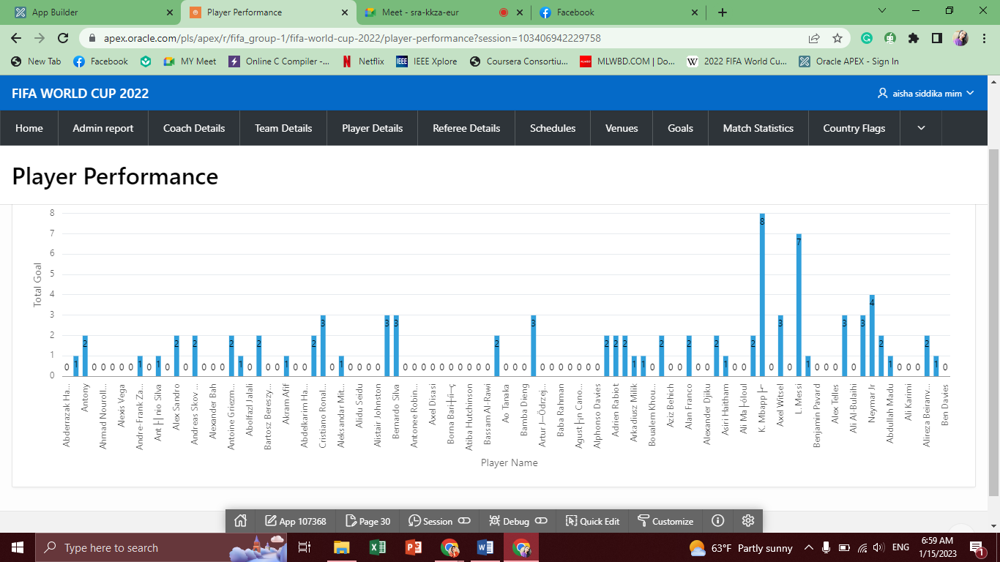 App Builder
Player Performance
Meet - sra-kkza-eur
Facebook
apex.oracle.com/pls/apex/r/fifa_group-1/fifa-world-cup-2022/player-performance?session=103406942229758
New Tab Facebook MY Meet Online C Compiler -... Netflix IEEE IEEE Xplore Coursera Consortiu... MLWBD.COM | Do... W 2022 FIFA World Cu... Oracle APEX - Sign In
FIFA WORLD CUP 2022
aisha siddika mim
Home Admin report Coach Details Team Details Player Details Referee Details Schedules Venues Goals Match Statistics Country Flags
Player Performance
Total Goal
8
7
6
5
4
3
2
1
0
0 1 2 0 0 0 0 0 1 0 1 0 2 0 2 0 0 0 2 1 0 2 0 0 1 0 0 2 3 0 1 0 0 0 0 3 3 0 0 0 0 0 0 0 0 0 0 2 0 0 0 3 0 0 0 0 0 0 0 2 2 2 1 1 0 2 0 0 2 0 0 2 1 0 0 2 8 0 3 0 7 1 0 0 0 3 0 3 4 2 1 0 0 0 2 1 0
Abderrazak Ha...
Antony
Ahmad Nouroll...
Alexis Vega
Andre-Frank Za...
Ant├│nio Silva
Alex Sandro
Andreas Skov ...
Alexander Bah
Antoine Griezm...
Abolfazl Jalali
Bartosz Bereszy...
Akram Afif
Abdelkarim Ha...
Cristiano Ronal...
Aleksandar Mit...
Alidu Seidu
Alistair Johnston
Bernardo Silva
Antonee Robin...
Axel Disasi
Atiba Hutchinson
Bassam Al-Rawi
Ao Tanaka
Bamba Dieng
Baba Rahman
Alphonso Davies
Adrien Rabiot
Arkadiusz Milik
Boualem Khou...
Aziz Behich
Alan Franco
Alexander Djiku
Asiri Haitham
Axel Witsel
L. Messi
Benjamin Pavard
Alex Telles
Ali Al-Bulaihi
Neymar Jr
Abdullah Madu
Ali Karimi
Alireza Beiranv...
Ben Davies
Player Name
App 107368 Page 30 Session Debug Quick Edit Customize
Type here to search
63°F Partly sunny
ENG
6:59 AM
1/15/2023
1